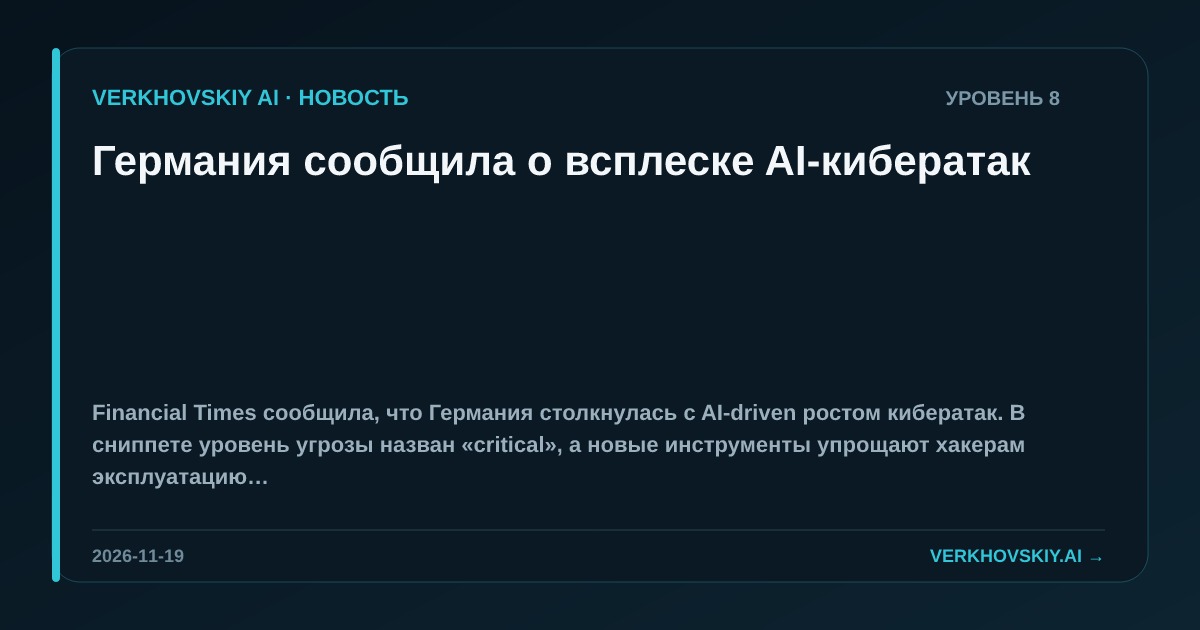 VERKHOVSKIY AI · НОВОСТЬ
УРОВЕНЬ 8
Германия сообщила о всплеске AI-кибератак
Financial Times сообщила, что Германия столкнулась с AI-driven ростом кибератак. В
сниппете уровень угрозы назван «critical», а новые инструменты упрощают хакерам
эксплуатацию…
2026-11-19
VERKHOVSKIY.AI →